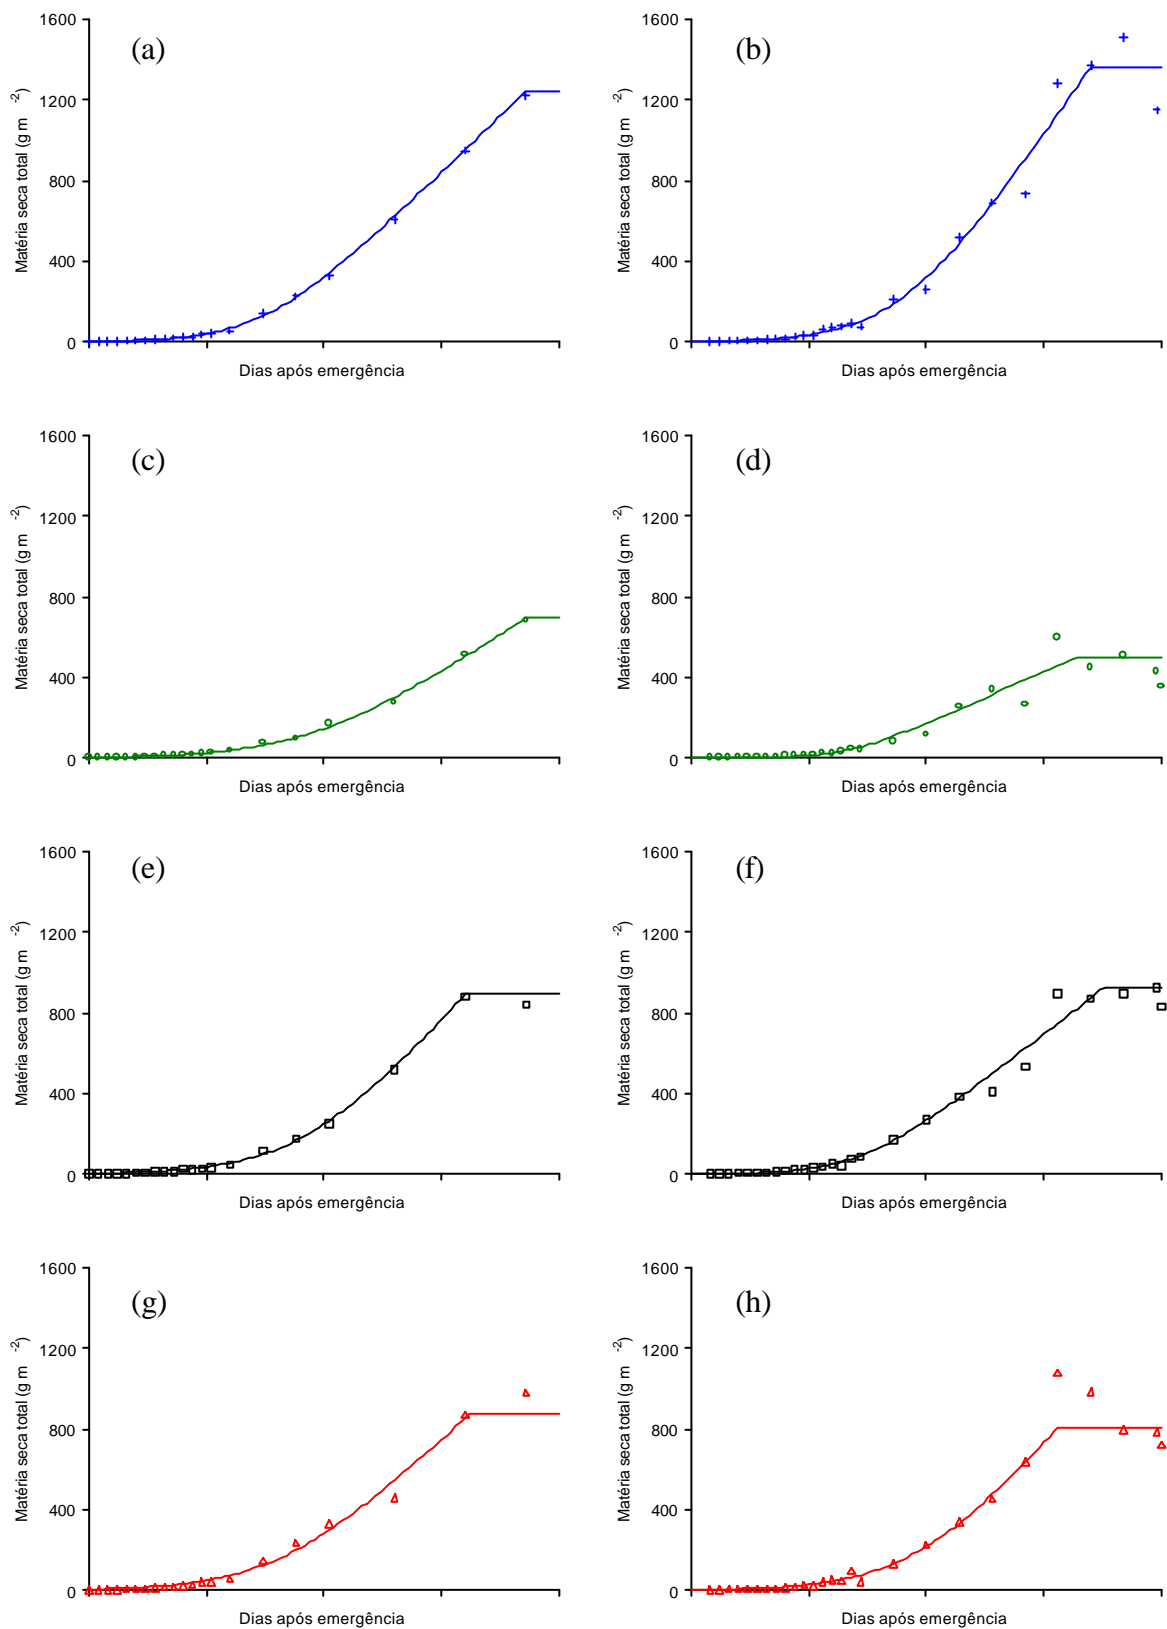 1600
(a)
1200
800
400
0
Matéria seca total (g m -2)
Dias após emergência
1600
(b)
1200
800
400
0
Matéria seca total (g m -2)
Dias após emergência
1600
(c)
1200
800
400
0
Matéria seca total (g m -2)
Dias após emergência
1600
(d)
1200
800
400
0
Matéria seca total (g m -2)
Dias após emergência
1600
(e)
1200
800
400
0
Matéria seca total (g m -2)
Dias após emergência
1600
(f)
1200
800
400
0
Matéria seca total (g m -2)
Dias após emergência
1600
(g)
1200
800
400
0
Matéria seca total (g m -2)
Dias após emergência
1600
(h)
1200
800
400
0
Matéria seca total (g m -2)
Dias após emergência